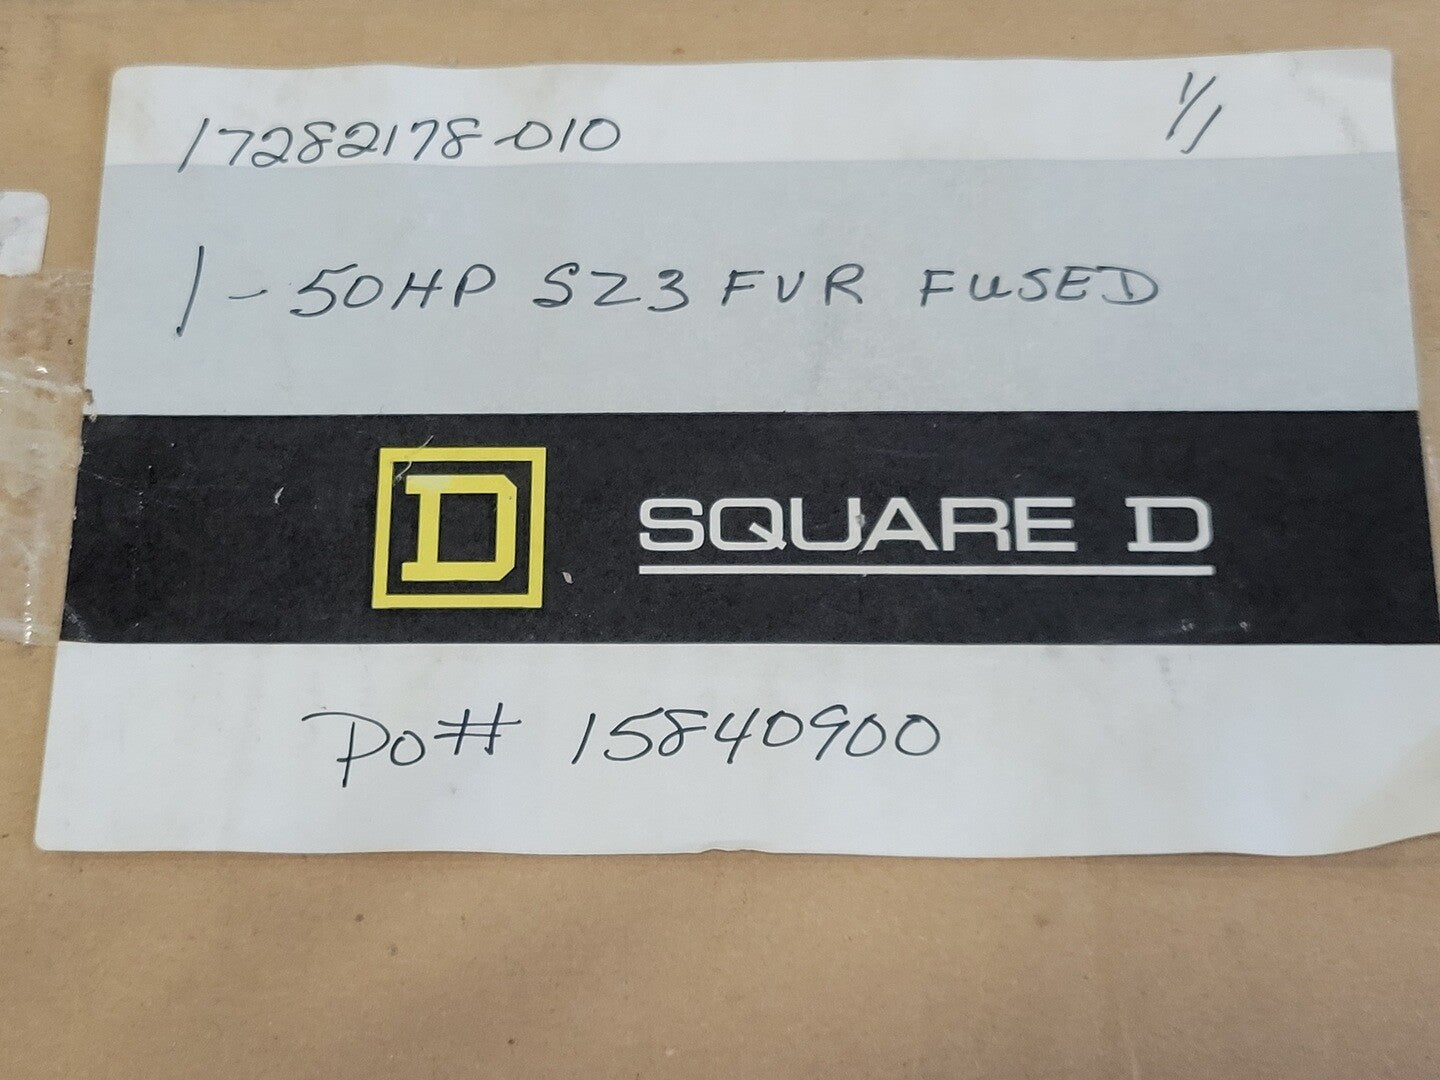 17282178-010
1/1
1-50HP SZ3 FVR FUSED
D SQUARE D
PO# 15840900